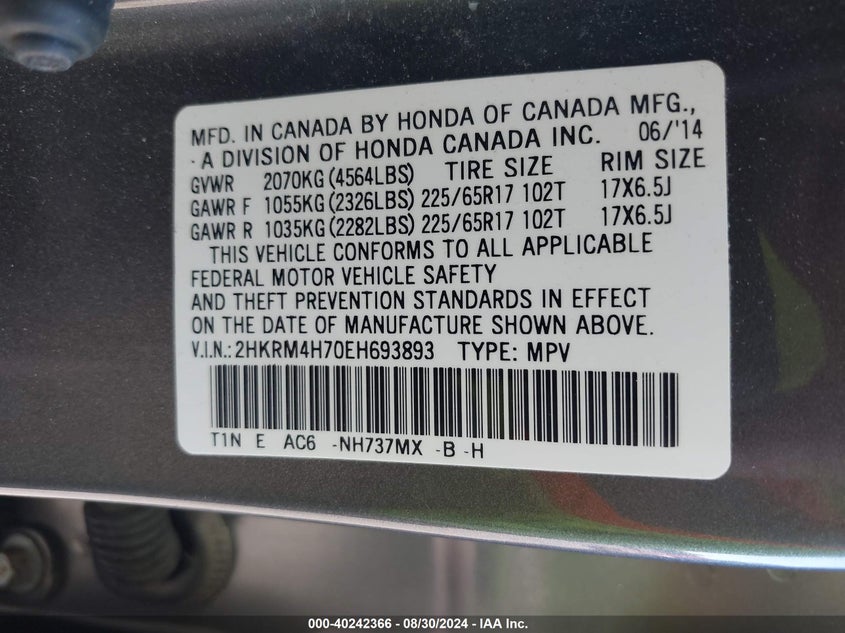 MFD. IN CANADA BY HONDA OF CANADA MFG.,
A DIVISION OF HONDA CANADA INC. 06/'14
GVWR 2070KG (4564LBS) TIRE SIZE RIM SIZE
GAWR F 1055KG (2326LBS) 225/65R17 102T 17X6.5J
GAWR R 1035KG (2282LBS) 225/65R17 102T 17X6.5J
THIS VEHICLE CONFORMS TO ALL APPLICABLE
FEDERAL MOTOR VEHICLE SAFETY
AND THEFT PREVENTION STANDARDS IN EFFECT
ON THE DATE OF MANUFACTURE SHOWN ABOVE.
V.I.N.: 2HKRM4H70EH693893 TYPE: MPV
T1N E AC6 -NH737MX -B -H
000-40242366 - 08/30/2024 - IAA Inc.